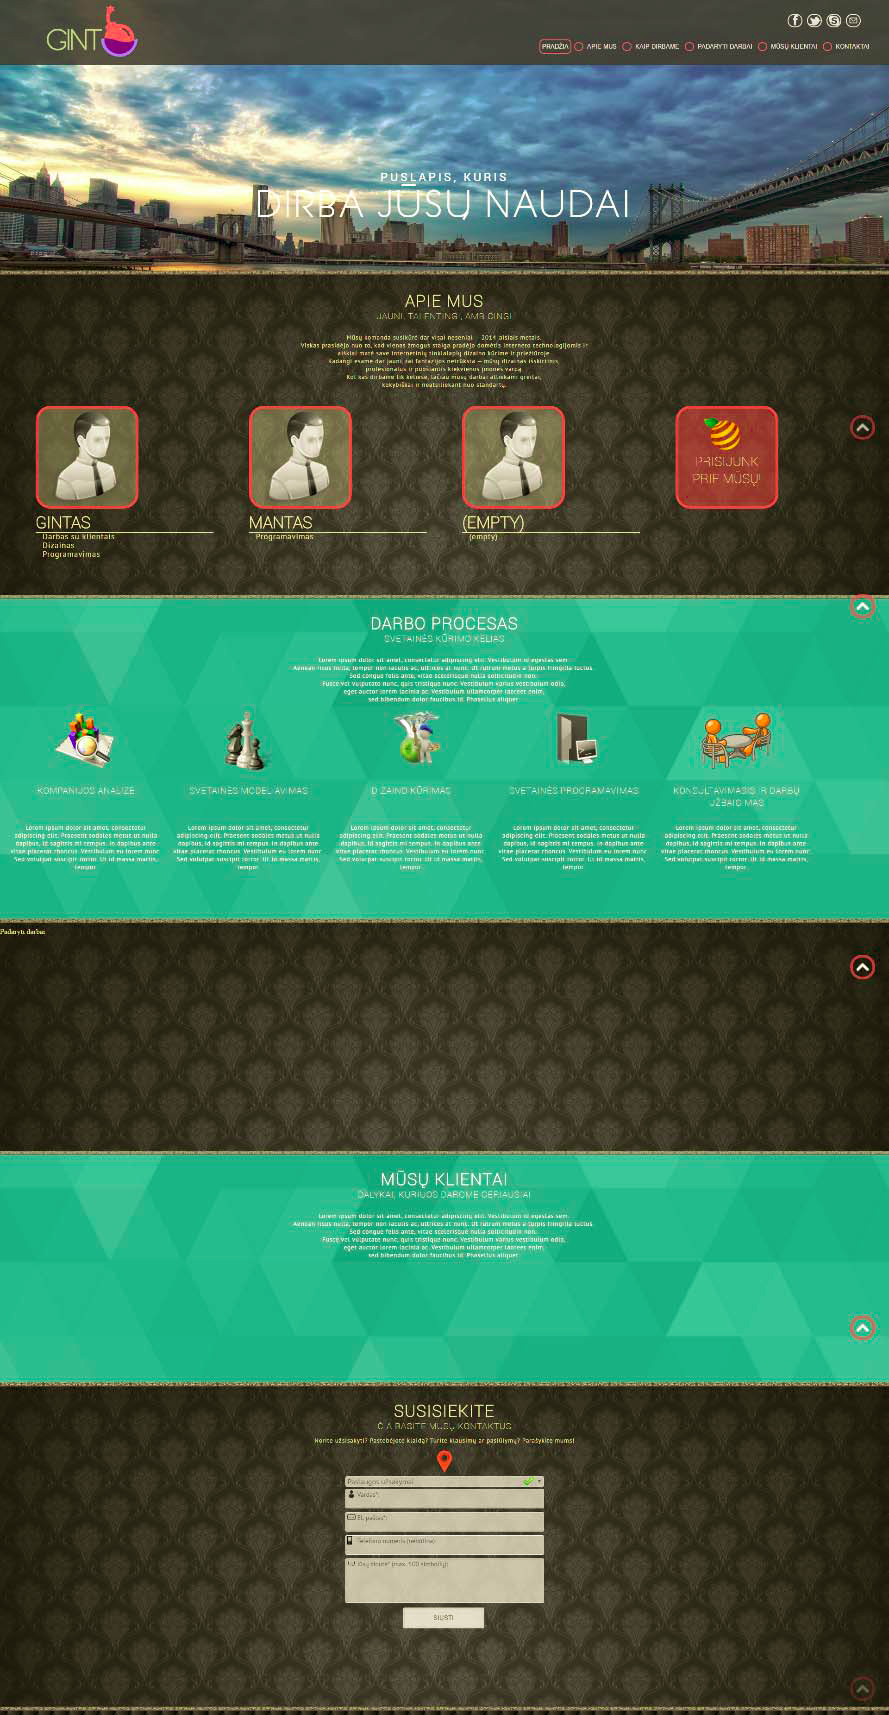 GINT
PRADŽIA APIE MUS KAIP DIRBAME PADARYTI DARBAI MŪSŲ KLIENTAI KONTAKTAI
PUSLAPIS, KURIS
DIRBA JŪSŲ NAUDAI
APIE MUS
JAUNI, TALENTINGI, AMBICINGI
Mūsų komanda susikūrė dar visai neseniai - 2014-aisiais metais.
Viskas prasidėjo nuo to, kad vienas žmogus staiga pradėjo domėtis interneto technologijomis ir
aiškiai matė save internetinių tinklalapių dizaino kūrime ir priežiūroje.
Kadangi esame dar jauni, tai fantazijos netrūksta - mūsų dizainas išskirtinis,
profesionalus ir puošiantis kiekvienos įmonės vardą.
Kol kas dirbame tik keliese, tačiau mūsų darbai atliekami greitai,
kokybiškai ir neatsiliekant nuo standartų.
PRISIJUNK
PRIE MŪSŲ!
GINTAS
Darbas su klientais
Dizainas
Programavimas
MANTAS
Programavimas
(EMPTY)
(empty)
DARBO PROCESAS
SVETAINĖS KŪRIMO KELIAS
Lorem ipsum dolor sit amet, consectetur adipiscing elit. Vestibulum id egestas sem.
Aenean risus nulla, tempor non iaculis ac, ultrices at nunc. Ut rutrum metus a turpis fringilla luctus.
Sed congue felis ante, vitae scelerisque nulla sollicitudin non.
Fusce vel vulputate nunc, quis tristique nunc. Vestibulum varius vestibulum odio,
eget auctor lorem lacinia ac. Vestibulum ullamcorper laoreet enim,
sed bibendum dolor faucibus id. Phasellus aliquet
KOMPANIJOS ANALIZĖ
Lorem ipsum dolor sit amet, consectetur
adipiscing elit. Praesent sodales metus ut nulla
dapibus, id sagittis mi tempus. In dapibus ante
vitae placerat rhoncus. Vestibulum eu lorem nunc.
Sed volutpat suscipit tortor. Ut id massa mattis,
tempor
SVETAINĖS MODELIAVIMAS
Lorem ipsum dolor sit amet, consectetur
adipiscing elit. Praesent sodales metus ut nulla
dapibus, id sagittis mi tempus. In dapibus ante
vitae placerat rhoncus. Vestibulum eu lorem nunc.
Sed volutpat suscipit tortor. Ut id massa mattis,
tempor
DIZAINO KŪRIMAS
Lorem ipsum dolor sit amet, consectetur
adipiscing elit. Praesent sodales metus ut nulla
dapibus, id sagittis mi tempus. In dapibus ante
vitae placerat rhoncus. Vestibulum eu lorem nunc.
Sed volutpat suscipit tortor. Ut id massa mattis,
tempor
SVETAINĖS PROGRAMAVIMAS
Lorem ipsum dolor sit amet, consectetur
adipiscing elit. Praesent sodales metus ut nulla
dapibus, id sagittis mi tempus. In dapibus ante
vitae placerat rhoncus. Vestibulum eu lorem nunc.
Sed volutpat suscipit tortor. Ut id massa mattis,
tempor
KONSULTAVIMASIS IR DARBŲ
UŽBAIGIMAS
Lorem ipsum dolor sit amet, consectetur
adipiscing elit. Praesent sodales metus ut nulla
dapibus, id sagittis mi tempus. In dapibus ante
vitae placerat rhoncus. Vestibulum eu lorem nunc.
Sed volutpat suscipit tortor. Ut id massa mattis,
tempor
Padaryti darbai
MŪSŲ KLIENTAI
DALYKAI, KURIUOS DAROME GERIAUSIAI
Lorem ipsum dolor sit amet, consectetur adipiscing elit. Vestibulum id egestas sem.
Aenean risus nulla, tempor non iaculis ac, ultrices at nunc. Ut rutrum metus a turpis fringilla luctus.
Sed congue felis ante, vitae scelerisque nulla sollicitudin non.
Fusce vel vulputate nunc, quis tristique nunc. Vestibulum varius vestibulum odio,
eget auctor lorem lacinia ac. Vestibulum ullamcorper laoreet enim,
sed bibendum dolor faucibus id. Phasellus aliquet
SUSISIEKITE
ČIA RASITE MŪSŲ KONTAKTUS
Norite užsisakyti? Pastebėjote klaidą? Turite klausimų ar pasiūlymų? Parašykite mums!
Paslaugos užsakymai
Vardas*:
El. paštas*:
Telefono numeris (nebūtina):
Jūsų žinutė* (max. 500 simbolių):
SIŲSTI